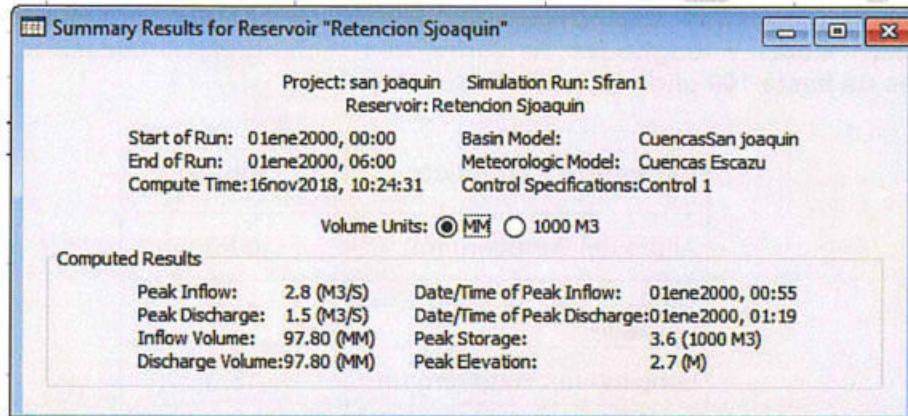 Summary Results for Reservoir "Retencion Sjoaquin"
Project: san joaquin Simulation Run: Sfran1
Reservoir: Retencion Sjoaquin
Start of Run: 01ene2000, 00:00 Basin Model: CuencasSan joaquin
End of Run: 01ene2000, 06:00 Meteorologic Model: Cuencas Escazu
Compute Time:16nov2018, 10:24:31 Control Specifications:Control 1
Volume Units: MM 1000 M3
Computed Results
Peak Inflow: 2.8 (M3/S) Date/Time of Peak Inflow: 01ene2000, 00:55
Peak Discharge: 1.5 (M3/S) Date/Time of Peak Discharge:01ene2000, 01:19
Inflow Volume: 97.80 (MM) Peak Storage: 3.6 (1000 M3)
Discharge Volume:97.80 (MM) Peak Elevation: 2.7 (M)